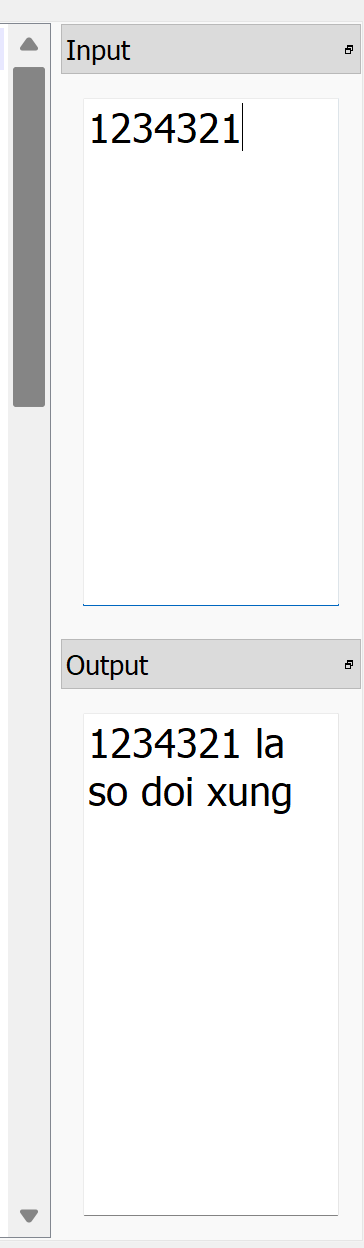 Input
1234321
Output
1234321 la
so doi xung